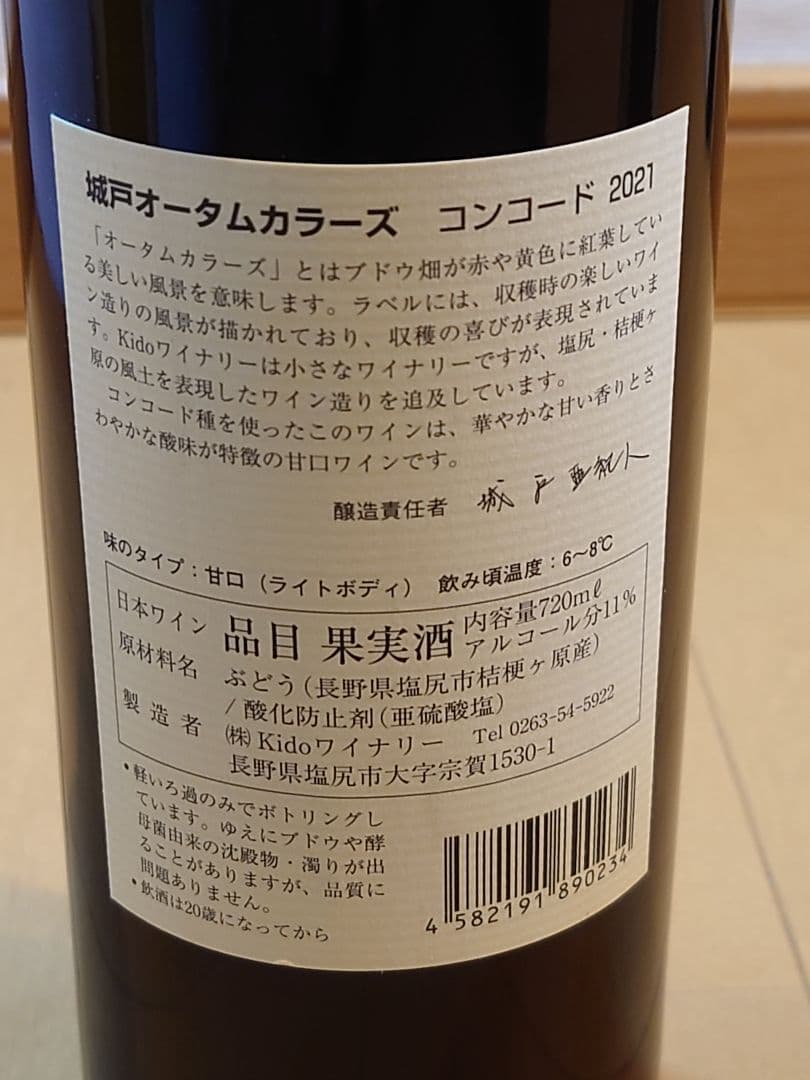 城戸オータムカラーズ　コンコード 2021
「オータムカラーズ」とはブドウ畑が赤や黄色に紅葉してい
る美しい風景を意味します。ラベルには、収穫時の楽しいワイ
ン造りの風景が描かれており、収穫の喜びが表現されていま
す。Kidoワイナリーは小さなワイナリーですが、塩尻・桔梗ヶ
原の風土を表現したワイン造りを追及しています。
コンコード種を使ったこのワインは、華やかな甘い香りとさ
わやかな酸味が特徴の甘口ワインです。
醸造責任者 城戸亜紀人
味のタイプ：甘口（ライトボディ） 飲み頃温度：6～8℃
日本ワイン 品目 果実酒 内容量720mℓ
アルコール分11％
原材料名 ぶどう（長野県塩尻市桔梗ヶ原産）
/ 酸化防止剤（亜硫酸塩）
製造者 ㈱Kidoワイナリー Tel 0263-54-5922
長野県塩尻市大字宗賀1530-1
・軽いろ過のみでボトリングし
ています。ゆえにブドウや酵
母菌由来の沈殿物・濁りが出
ることがありますが、品質に
問題ありません。
・飲酒は20歳になってから
4 582191 890234